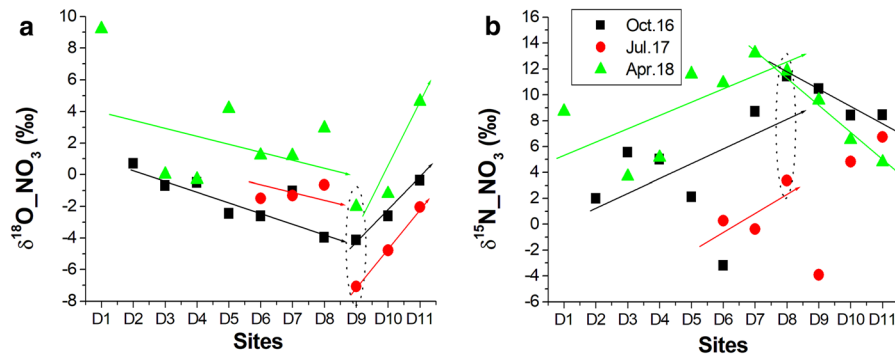 a
10
8
6
4
2
0
-2
-4
-6
-8
δ¹⁸O_NO₃ (‰)
D1 D2 D3 D4 D5 D6 D7 D8 D9 D10 D11
Sites
b
Oct.16
Jul.17
Apr.18
16
14
12
10
8
6
4
2
0
-2
-4
-6
δ¹⁵N_NO₃ (‰)
D1 D2 D3 D4 D5 D6 D7 D8 D9 D10 D11
Sites